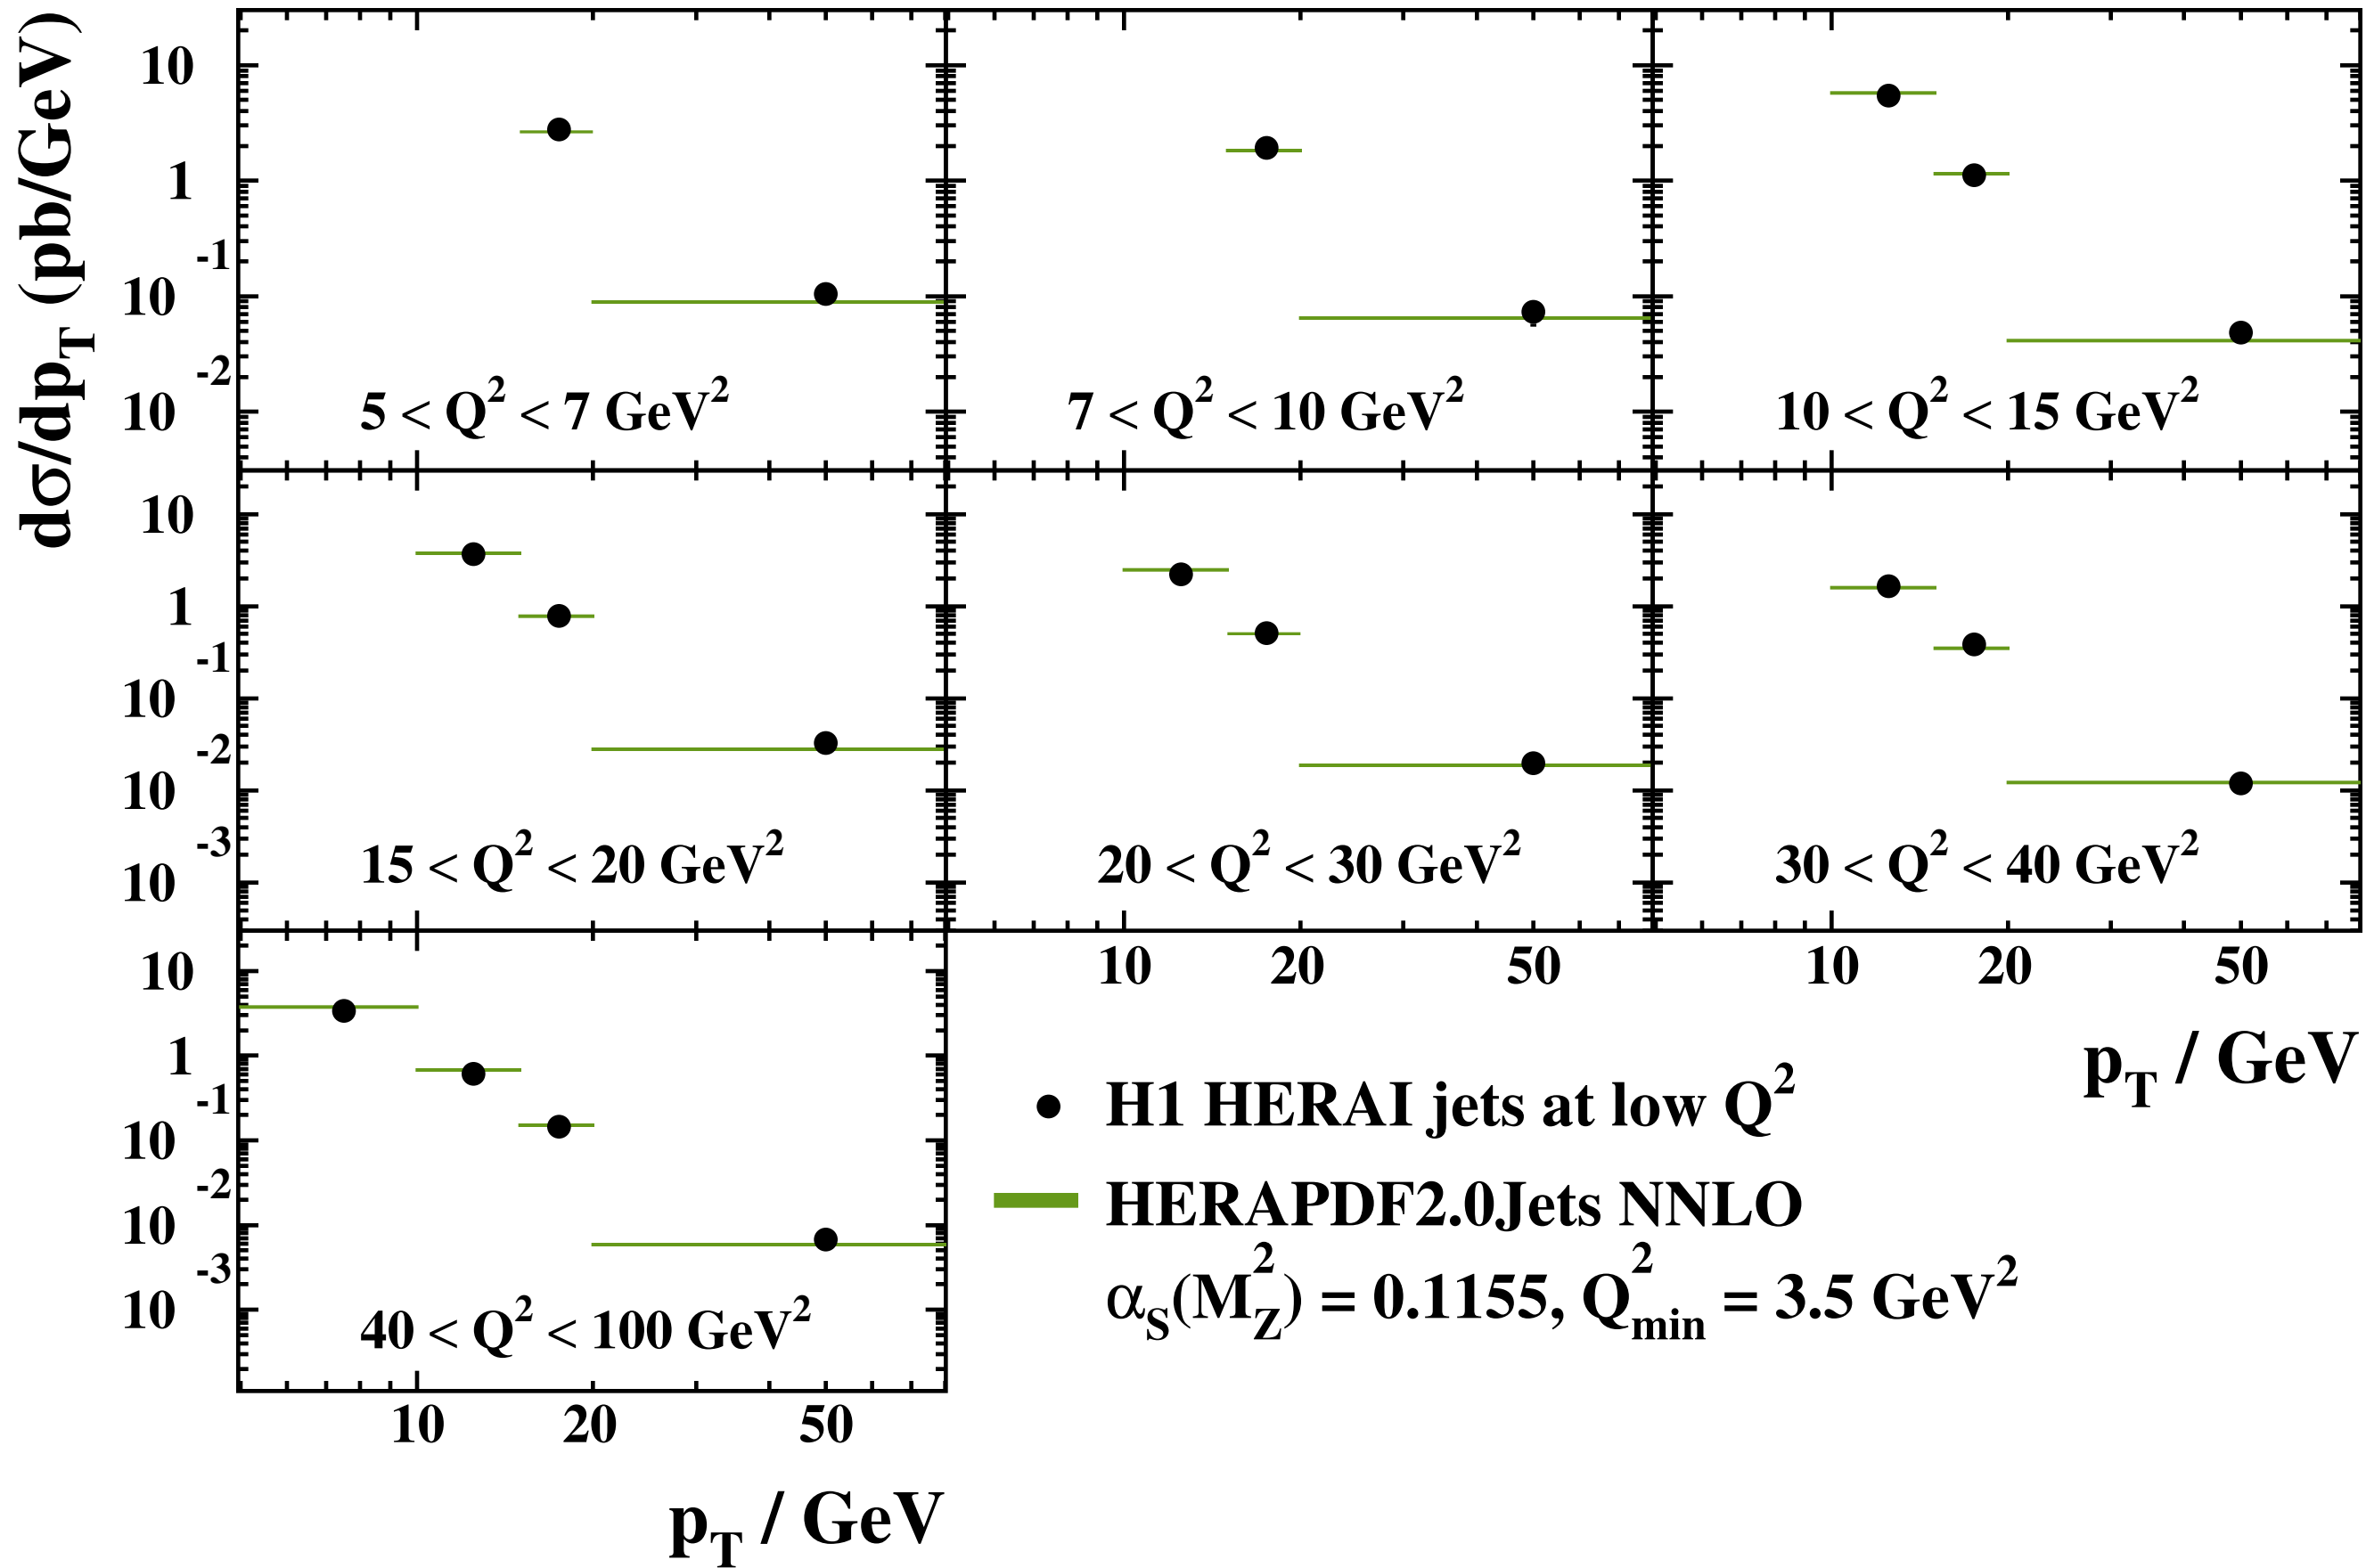 dσ/dp_T (pb/GeV)
10
1
10^-1
10^-2
5 < Q^2 < 7 GeV^2
7 < Q^2 < 10 GeV^2
10 < Q^2 < 15 GeV^2
10
1
10^-1
10^-2
10^-3
15 < Q^2 < 20 GeV^2
20 < Q^2 < 30 GeV^2
30 < Q^2 < 40 GeV^2
10 20 50
10 20 50
p_T / GeV
10
1
10^-1
10^-2
10^-3
40 < Q^2 < 100 GeV^2
10 20 50
p_T / GeV
H1 HERAI jets at low Q^2
HERAPDF2.0Jets NNLO
α_S(M_Z^2) = 0.1155, Q^2_min = 3.5 GeV^2